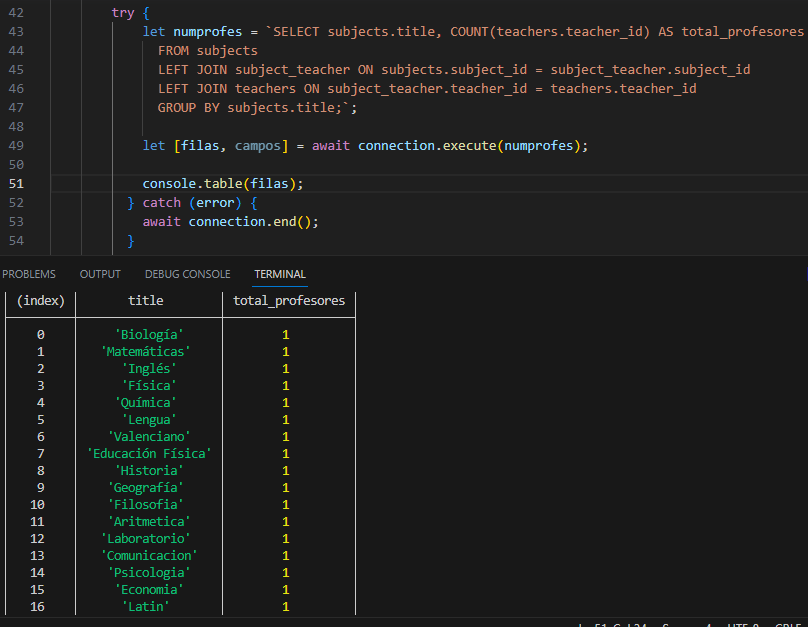 42 try {
43 let numprofes = `SELECT subjects.title, COUNT(teachers.teacher_id) AS total_profesores
44 FROM subjects
45 LEFT JOIN subject_teacher ON subjects.subject_id = subject_teacher.subject_id
46 LEFT JOIN teachers ON subject_teacher.teacher_id = teachers.teacher_id
47 GROUP BY subjects.title;`;
48
49 let [filas, campos] = await connection.execute(numprofes);
50
51 console.table(filas);
52 } catch (error) {
53 await connection.end();
54 }
PROBLEMS OUTPUT DEBUG CONSOLE TERMINAL
(index) title total_profesores
0 'Biología' 1
1 'Matemáticas' 1
2 'Inglés' 1
3 'Física' 1
4 'Química' 1
5 'Lengua' 1
6 'Valenciano' 1
7 'Educación Física' 1
8 'Historia' 1
9 'Geografía' 1
10 'Filosofia' 1
11 'Aritmetica' 1
12 'Laboratorio' 1
13 'Comunicacion' 1
14 'Psicologia' 1
15 'Economia' 1
16 'Latin' 1